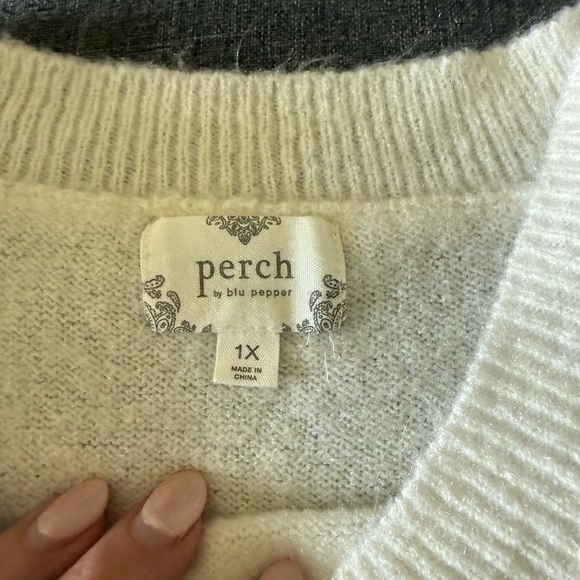 perch
by blu pepper
1X
MADE IN
CHINA